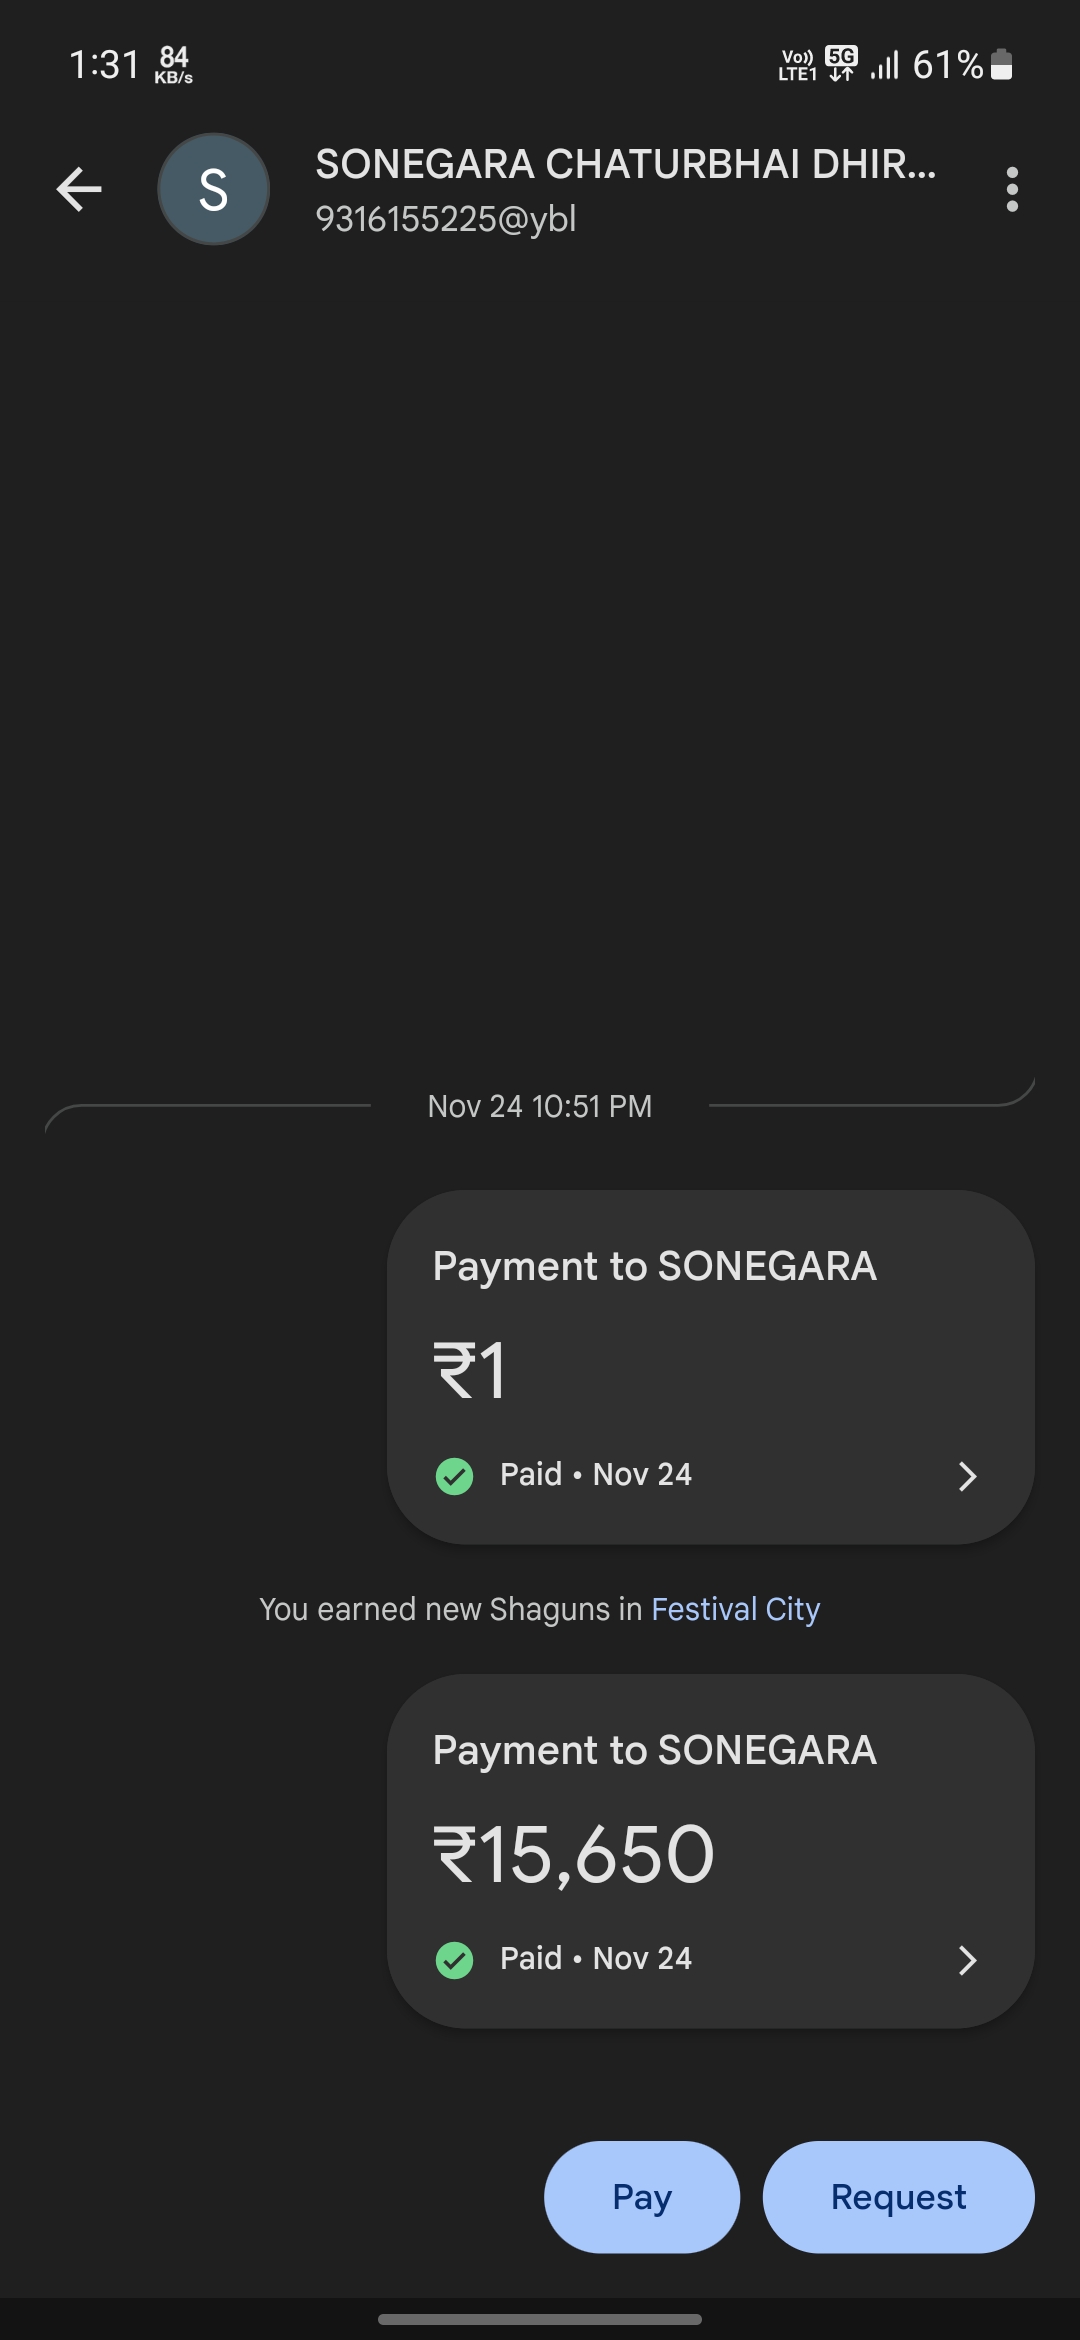 1:31 84 KB/s Vo)) LTE1 5G 61%
S
SONEGARA CHATURBHAI DHIR...
9316155225@ybl
Nov 24 10:51 PM
Payment to SONEGARA
₹1
Paid • Nov 24
You earned new Shaguns in Festival City
Payment to SONEGARA
₹15,650
Paid • Nov 24
Pay
Request